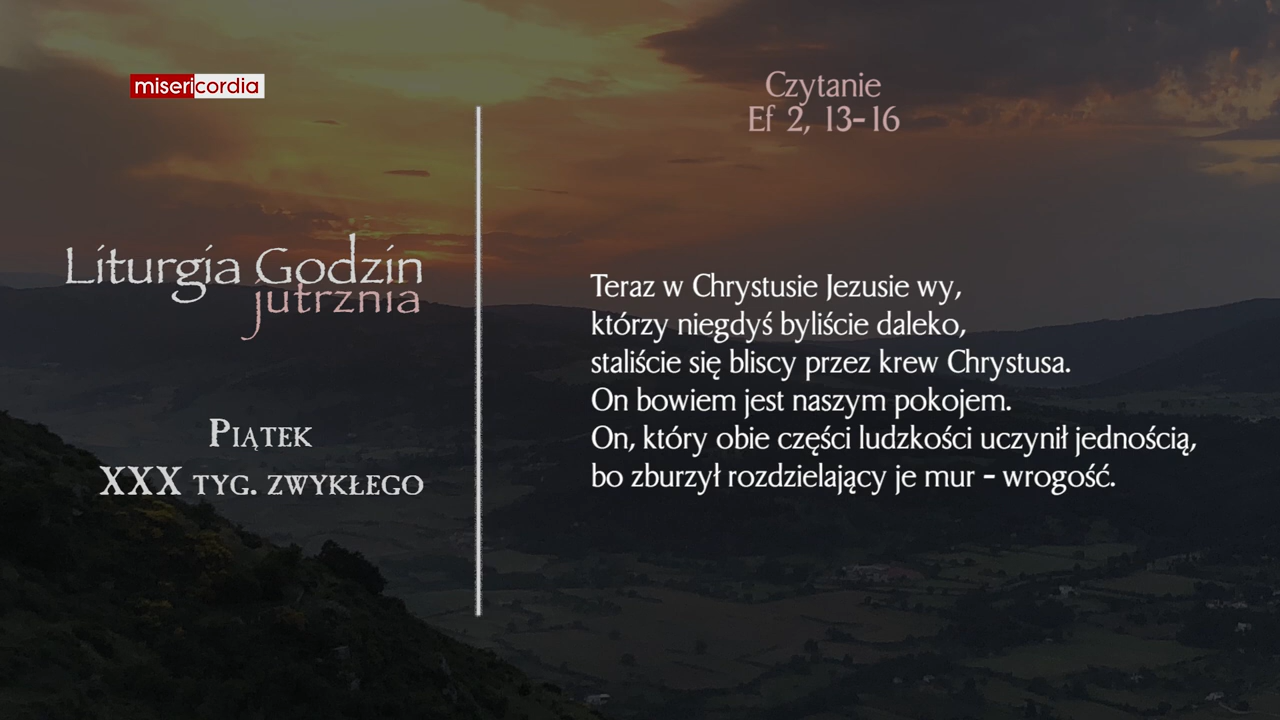 misericordia
Liturgia Godzin
jutrznia
Piątek
XXX tyg. zwykłego
Czytanie
Ef 2, 13-16
Teraz w Chrystusie Jezusie wy,
którzy niegdyś byliście daleko,
staliście się bliscy przez krew Chrystusa.
On bowiem jest naszym pokojem.
On, który obie części ludzkości uczynił jednością,
bo zburzył rozdzielający je mur - wrogość.